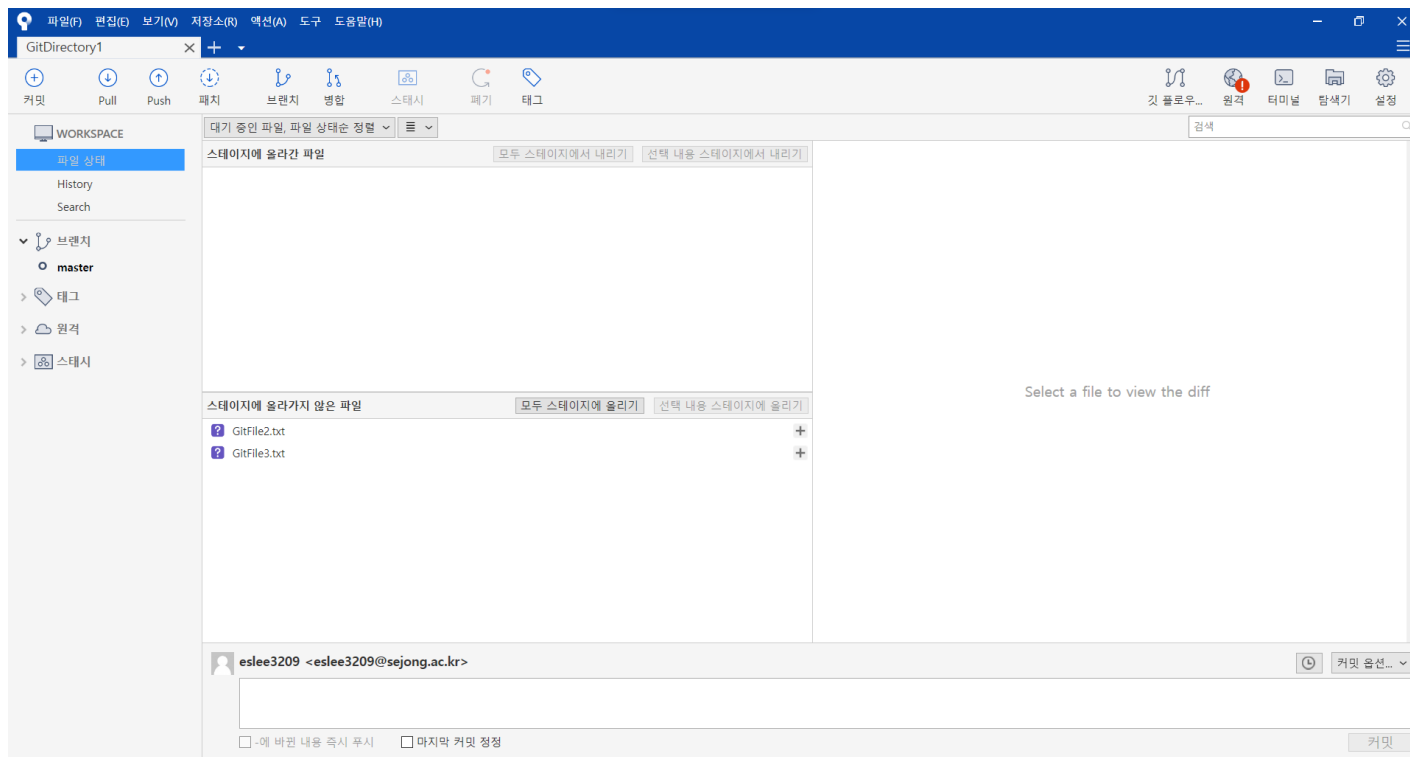 파일(F) 편집(E) 보기(V) 저장소(R) 액션(A) 도구 도움말(H)
GitDirectory1
커밋 Pull Push 패치 브랜치 병합 스태시 폐기 태그 깃 플로우... 원격 터미널 탐색기 설정
WORKSPACE
파일 상태
History
Search
브랜치
master
태그
원격
스태시
대기 중인 파일, 파일 상태순 정렬
검색
스테이지에 올라간 파일 모두 스테이지에서 내리기 선택 내용 스테이지에서 내리기
스테이지에 올라가지 않은 파일 모두 스테이지에 올리기 선택 내용 스테이지에 올리기
GitFile2.txt
GitFile3.txt
Select a file to view the diff
eslee3209 <eslee3209@sejong.ac.kr>
커밋 옵션...
-에 바뀐 내용 즉시 푸시 마지막 커밋 정정
커밋